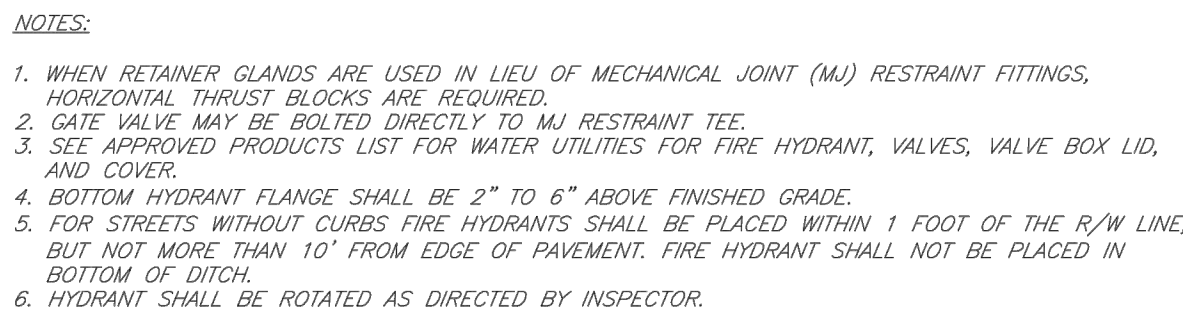 NOTES:
1. WHEN RETAINER GLANDS ARE USED IN LIEU OF MECHANICAL JOINT (MJ) RESTRAINT FITTINGS,
HORIZONTAL THRUST BLOCKS ARE REQUIRED.
2. GATE VALVE MAY BE BOLTED DIRECTLY TO MJ RESTRAINT TEE.
3. SEE APPROVED PRODUCTS LIST FOR WATER UTILITIES FOR FIRE HYDRANT, VALVES, VALVE BOX LID,
AND COVER.
4. BOTTOM HYDRANT FLANGE SHALL BE 2" TO 6" ABOVE FINISHED GRADE.
5. FOR STREETS WITHOUT CURBS FIRE HYDRANTS SHALL BE PLACED WITHIN 1 FOOT OF THE R/W LINE,
BUT NOT MORE THAN 10' FROM EDGE OF PAVEMENT. FIRE HYDRANT SHALL NOT BE PLACED IN
BOTTOM OF DITCH.
6. HYDRANT SHALL BE ROTATED AS DIRECTED BY INSPECTOR.